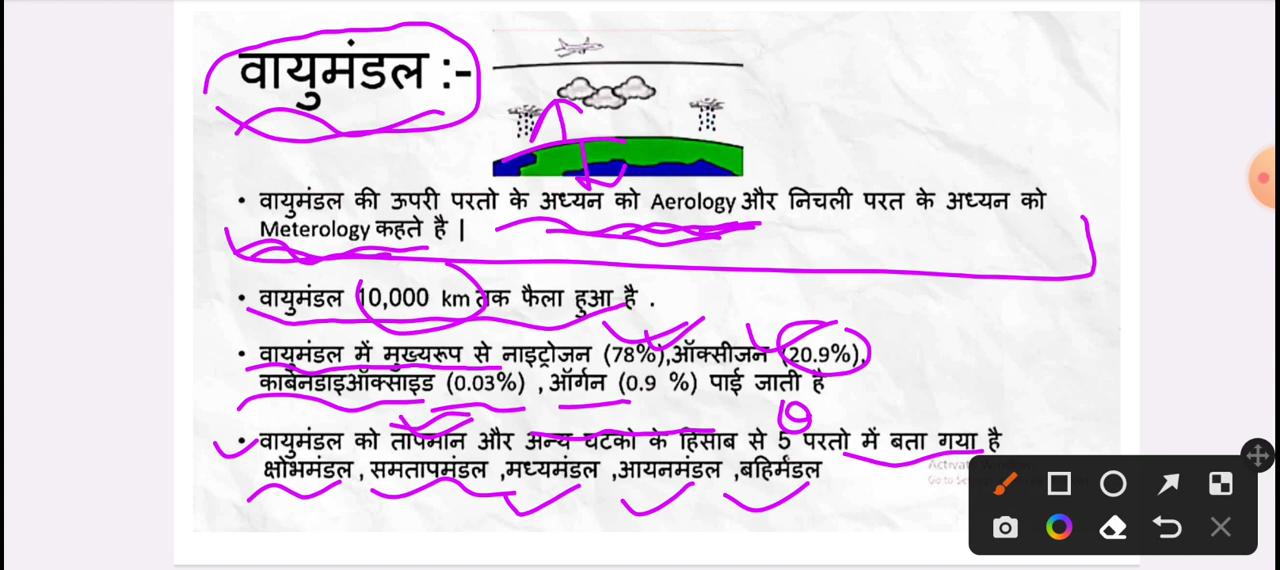 वायुमंडल :-
• वायुमंडल की ऊपरी परतो के अध्यन को Aerology और निचली परत के अध्यन को
Meterology कहते है |
• वायुमंडल 10,000 km तक फैला हुआ है .
• वायुमंडल में मुख्यरूप से नाइट्रोजन (78%),ऑक्सीजन (20.9%),
कार्बनडाइऑक्साइड (0.03%) ,ऑर्गन (0.9 %) पाई जाती है
• वायुमंडल को तापमान और अन्य घटको के हिसाब से 5 परतो में बता गया है
क्षोभमंडल , समतापमंडल ,मध्यमंडल ,आयनमंडल ,बहिर्मंडल